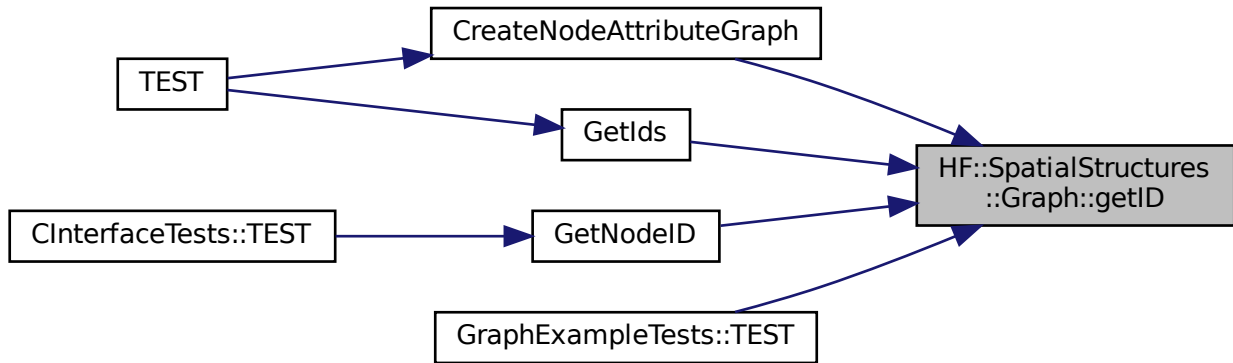 CreateNodeAttributeGraph
TEST
GetIds
HF::SpatialStructures
::Graph::getID
CInterfaceTests::TEST
GetNodeID
GraphExampleTests::TEST